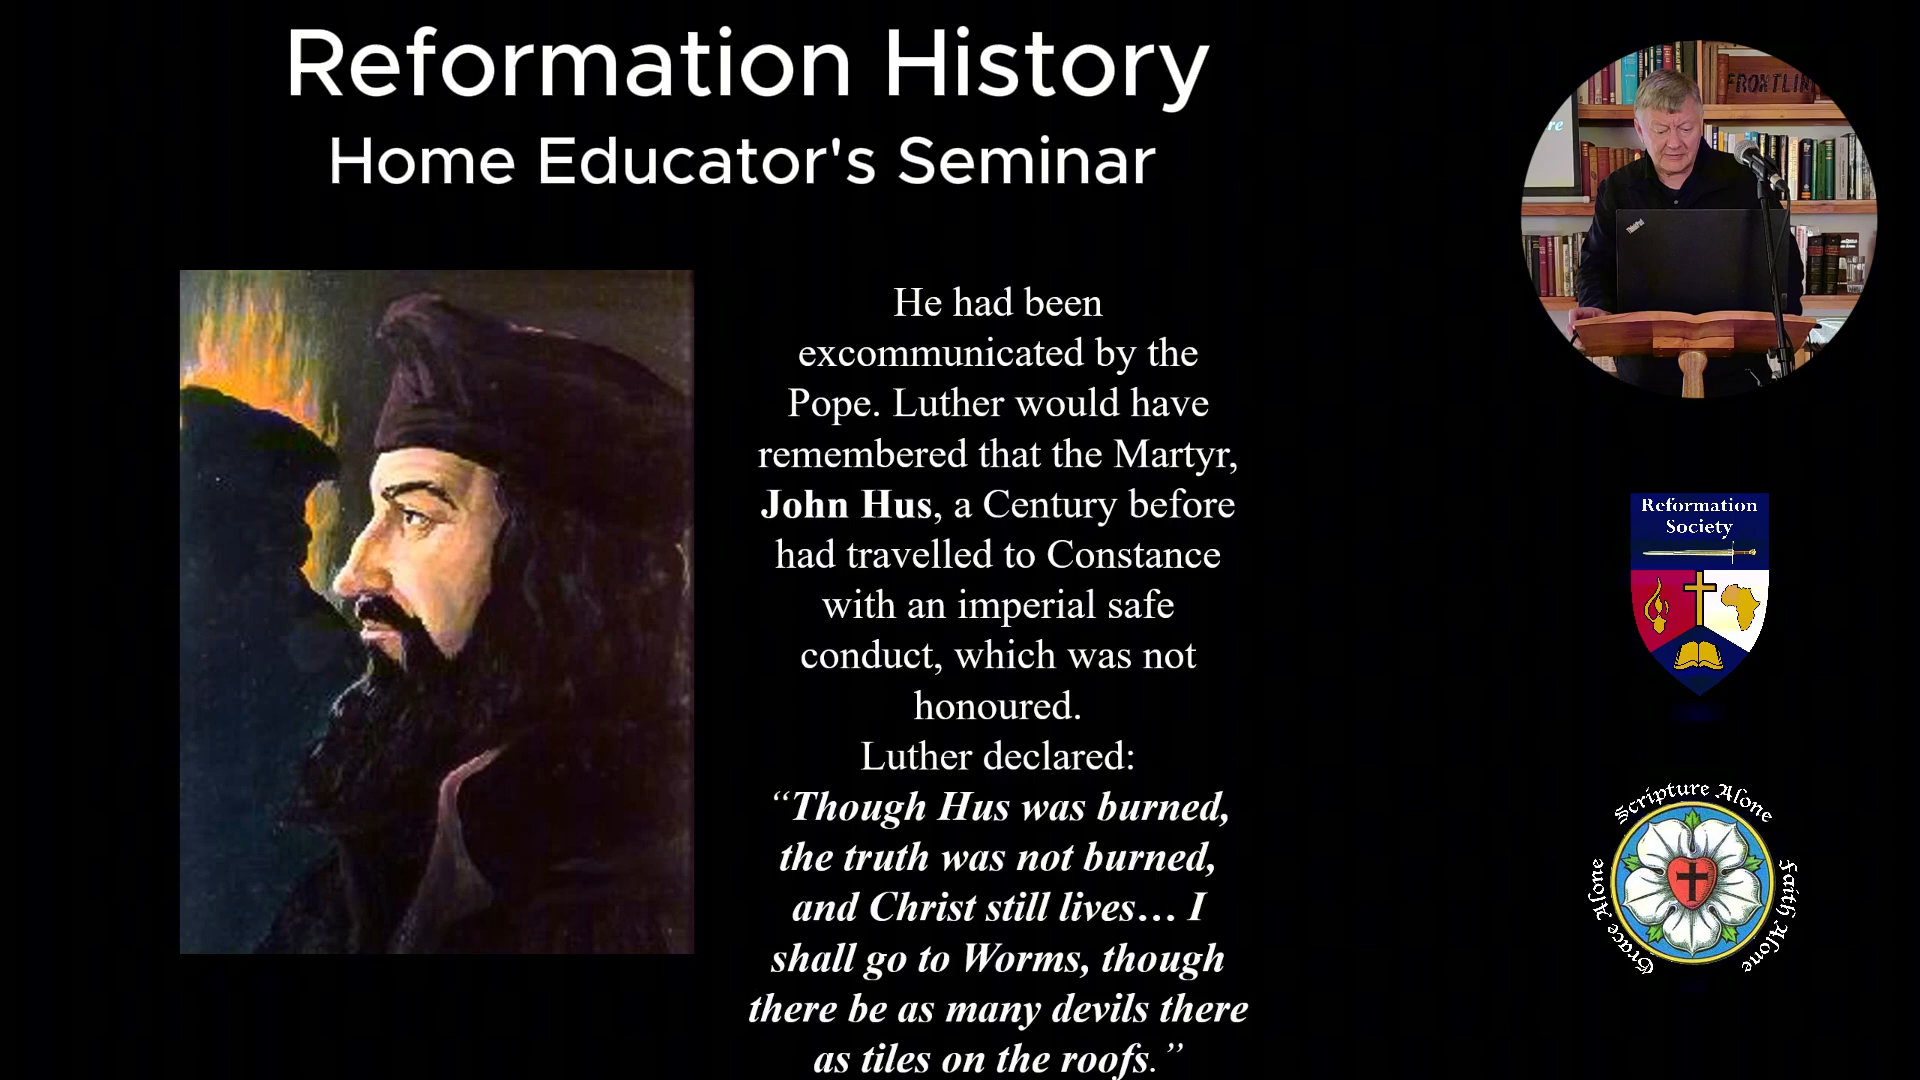 Reformation History
Home Educator's Seminar
He had been
excommunicated by the
Pope. Luther would have
remembered that the Martyr,
John Hus, a Century before
had travelled to Constance
with an imperial safe
conduct, which was not
honoured.
Luther declared:
“Though Hus was burned,
the truth was not burned,
and Christ still lives… I
shall go to Worms, though
there be as many devils there
as tiles on the roofs.”
FRONTLIN
re
ThinkPad
Reformation
Society
Scripture Alone
Faith Alone
Grace Alone